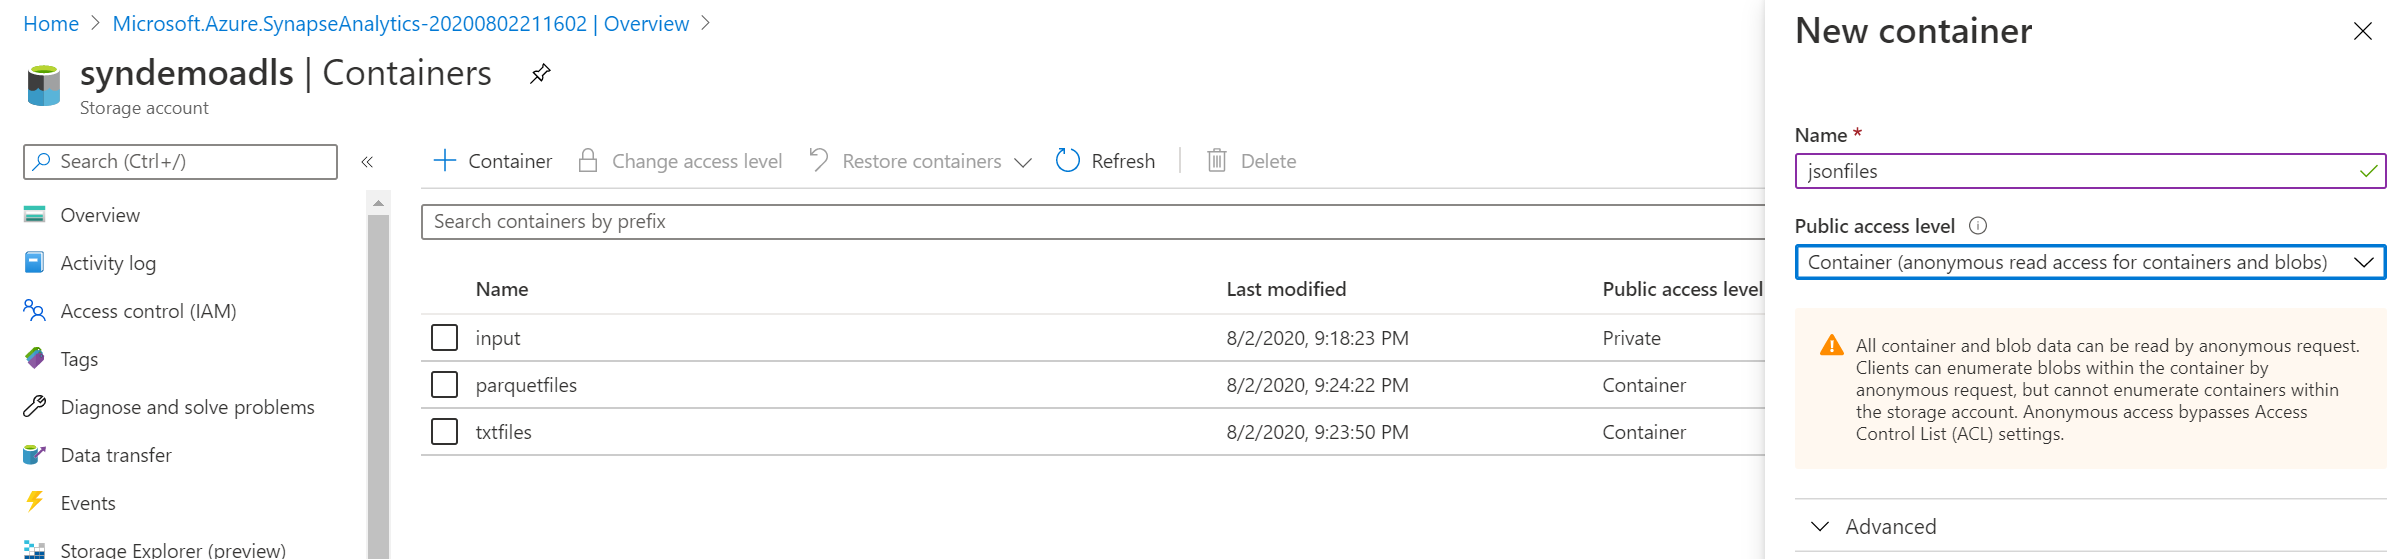 Home > Microsoft.Azure.SynapseAnalytics-20200802211602 | Overview >
syndemoadls | Containers
Storage account
Search (Ctrl+/)
«
Overview
Activity log
Access control (IAM)
Tags
Diagnose and solve problems
Data transfer
Events
Storage Explorer (preview)
+ Container Change access level Restore containers Refresh Delete
Search containers by prefix
Name Last modified Public access level
input 8/2/2020, 9:18:23 PM Private
parquetfiles 8/2/2020, 9:24:22 PM Container
txtfiles 8/2/2020, 9:23:50 PM Container
New container
Name *
jsonfiles
Public access level
Container (anonymous read access for containers and blobs)
All container and blob data can be read by anonymous request.
Clients can enumerate blobs within the container by
anonymous request, but cannot enumerate containers within
the storage account. Anonymous access bypasses Access
Control List (ACL) settings.
Advanced